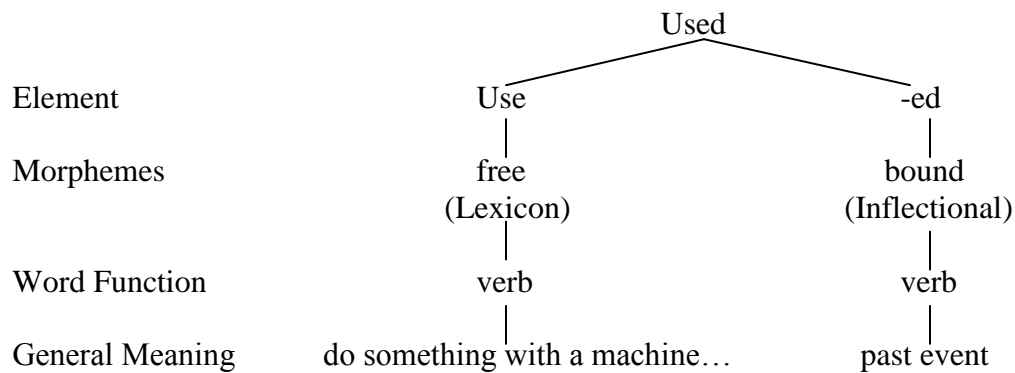 Used
Element Use -ed
Morphemes free bound
(Lexicon) (Inflectional)
Word Function verb verb
General Meaning do something with a machine… past event